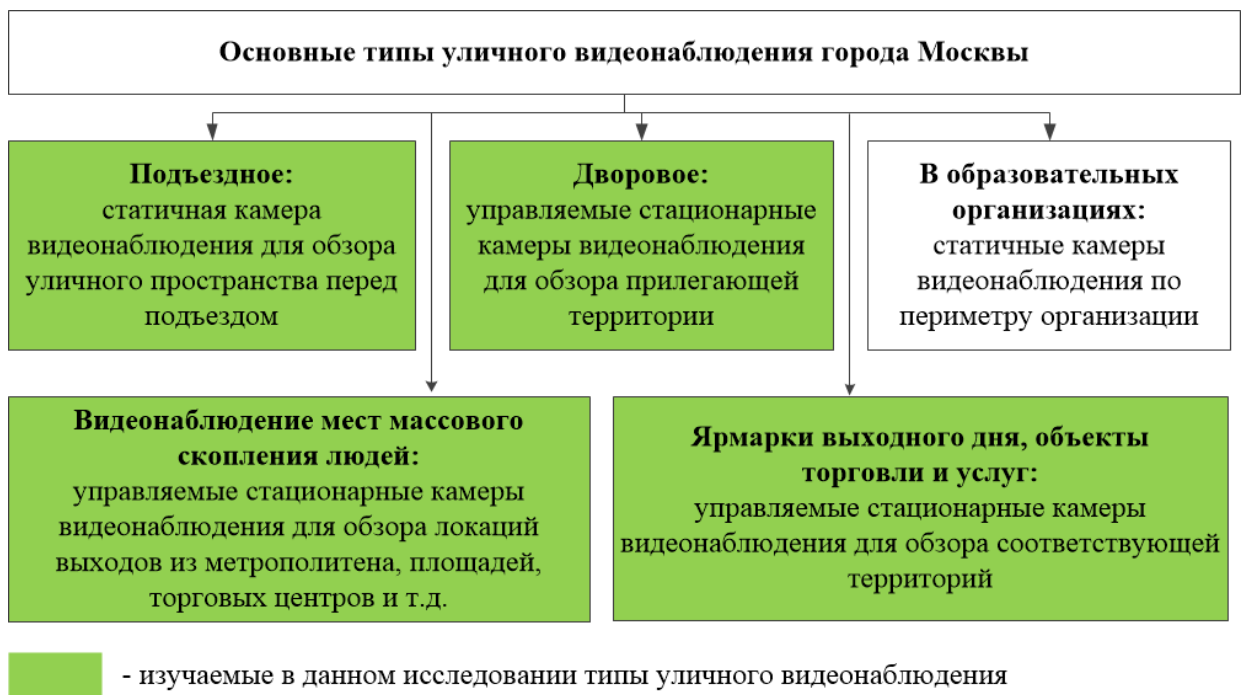 Основные типы уличного видеонаблюдения города Москвы
Подъездное:
статичная камера
видеонаблюдения для обзора
уличного пространства перед
подъездом
Дворовое:
управляемые стационарные
камеры видеонаблюдения
для обзора прилегающей
территории
В образовательных
организациях:
статичные камеры
видеонаблюдения по
периметру организации
Видеонаблюдение мест массового
скопления людей:
управляемые стационарные камеры
видеонаблюдения для обзора локаций
выходов из метрополитена, площадей,
торговых центров и т.д.
Ярмарки выходного дня, объекты
торговли и услуг:
управляемые стационарные камеры
видеонаблюдения для обзора соответствующей
территорий
- изучаемые в данном исследовании типы уличного видеонаблюдения